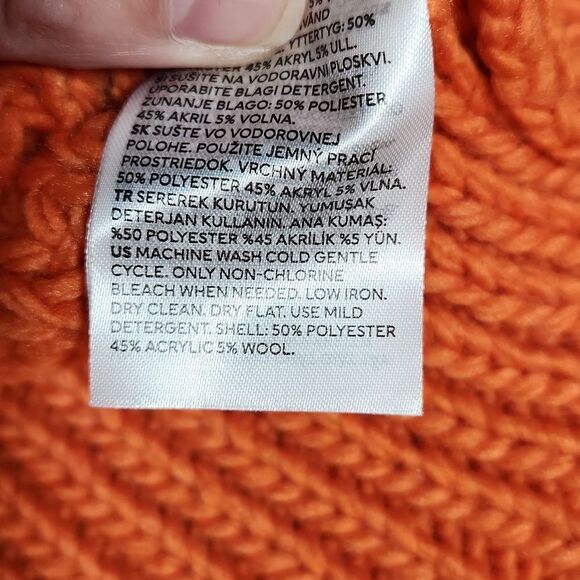 YTTERTYG: 50%
45% AKRYL 5% ULL.
SI SUŠITE NA VODORAVNI PLOSKVI.
UPORABITE BLAGI DETERGENT.
ZUNANJE BLAGO: 50% POLIESTER
45% AKRIL 5% VOLNA.
SK SUŠTE VO VODOROVNEJ
POLOHE. POUŽITE JEMNÝ PRACÍ
PROSTRIEDOK. VRCHNÝ MATERIÁL:
50% POLYESTER 45% AKRYL 5% VLNA.
TR SEREREK KURUTUN. YUMUSAK
DETERJAN KULLANIN. ANA KUMAŞ:
%50 POLYESTER %45 AKRİLİK %5 YÜN.
US MACHINE WASH COLD GENTLE
CYCLE. ONLY NON-CHLORINE
BLEACH WHEN NEEDED. LOW IRON.
DRY CLEAN. DRY FLAT. USE MILD
DETERGENT. SHELL: 50% POLYESTER
45% ACRYLIC 5% WOOL.